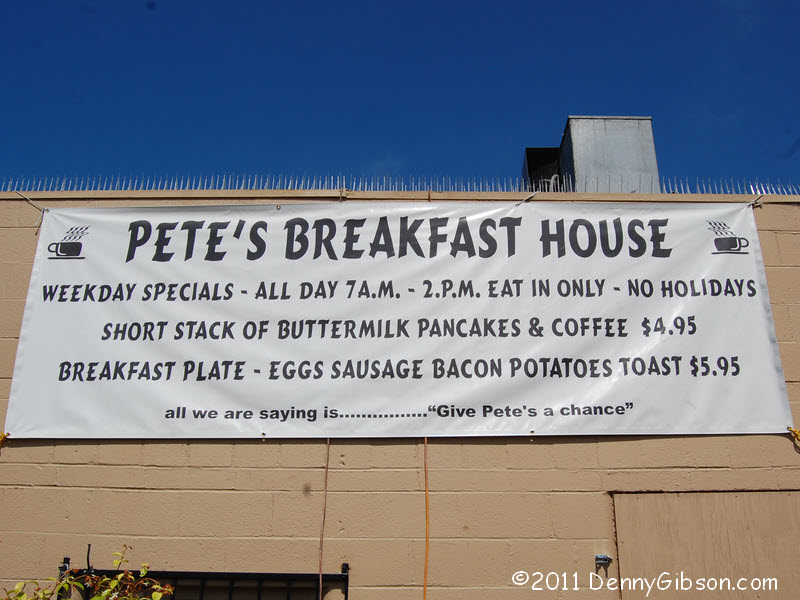 PETE'S BREAKFAST HOUSE
WEEKDAY SPECIALS - ALL DAY 7A.M. - 2.P.M. EAT IN ONLY - NO HOLIDAYS
SHORT STACK OF BUTTERMILK PANCAKES & COFFEE $4.95
BREAKFAST PLATE - EGGS SAUSAGE BACON POTATOES TOAST $5.95
all we are saying is................"Give Pete's a chance"
©2011 DennyGibson.com